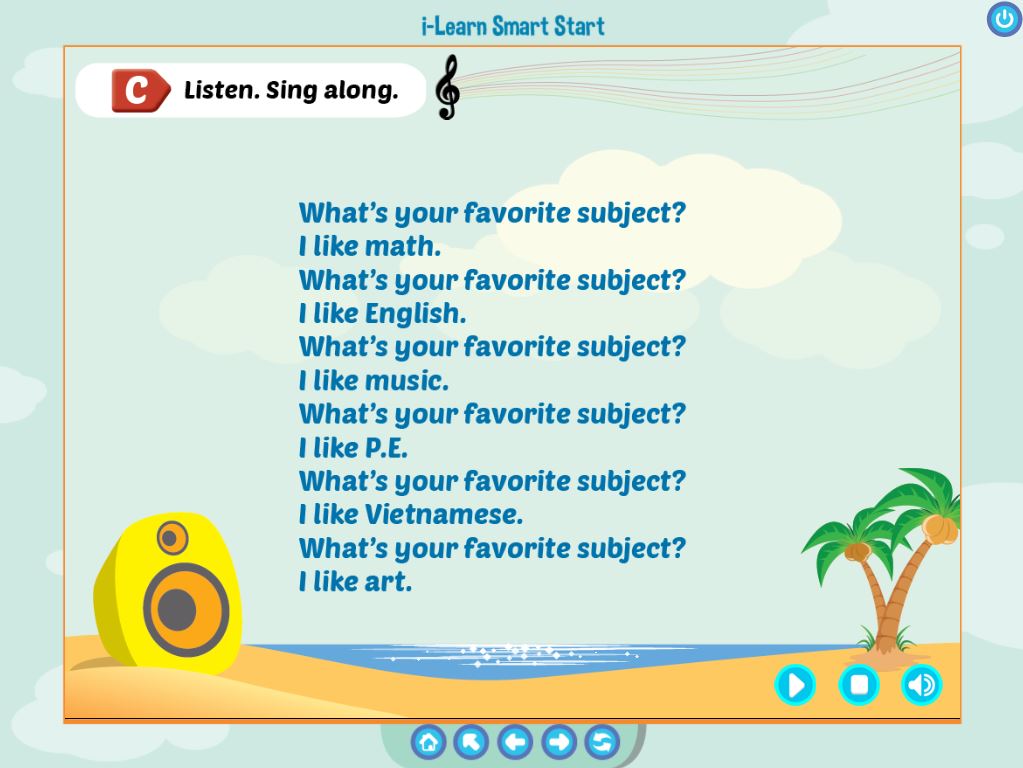 i-Learn Smart Start
C Listen. Sing along.
What's your favorite subject?
I like math.
What's your favorite subject?
I like English.
What's your favorite subject?
I like music.
What's your favorite subject?
I like P.E.
What's your favorite subject?
I like Vietnamese.
What's your favorite subject?
I like art.